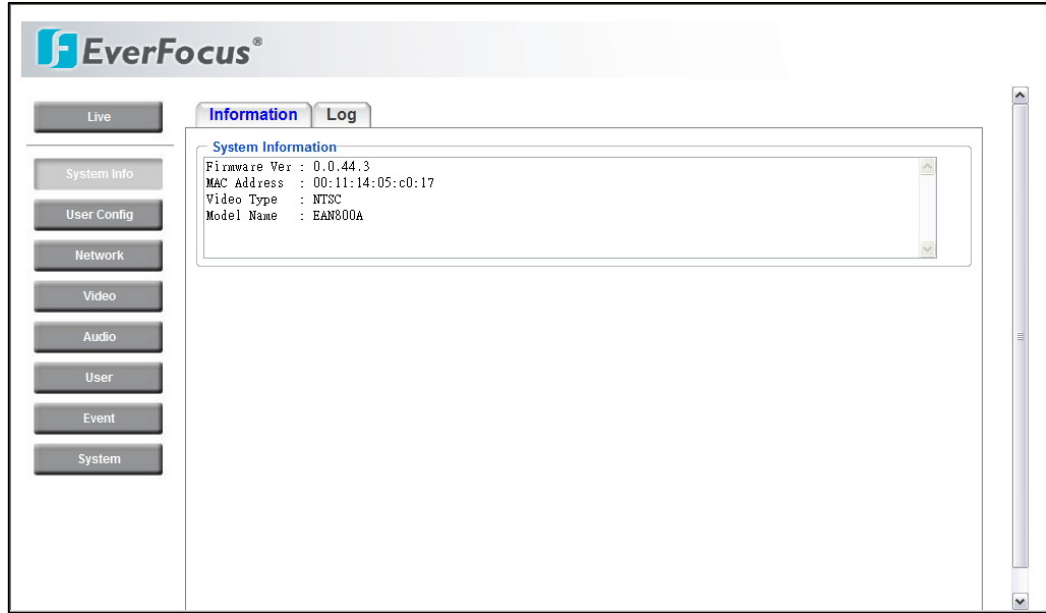 EverFocus®
Live
System Info
User Config
Network
Video
Audio
User
Event
System
Information
Log
System Information
Firmware Ver : 0.0.44.3
MAC Address : 00:11:14:05:c0:17
Video Type : NTSC
Model Name : EAN800A